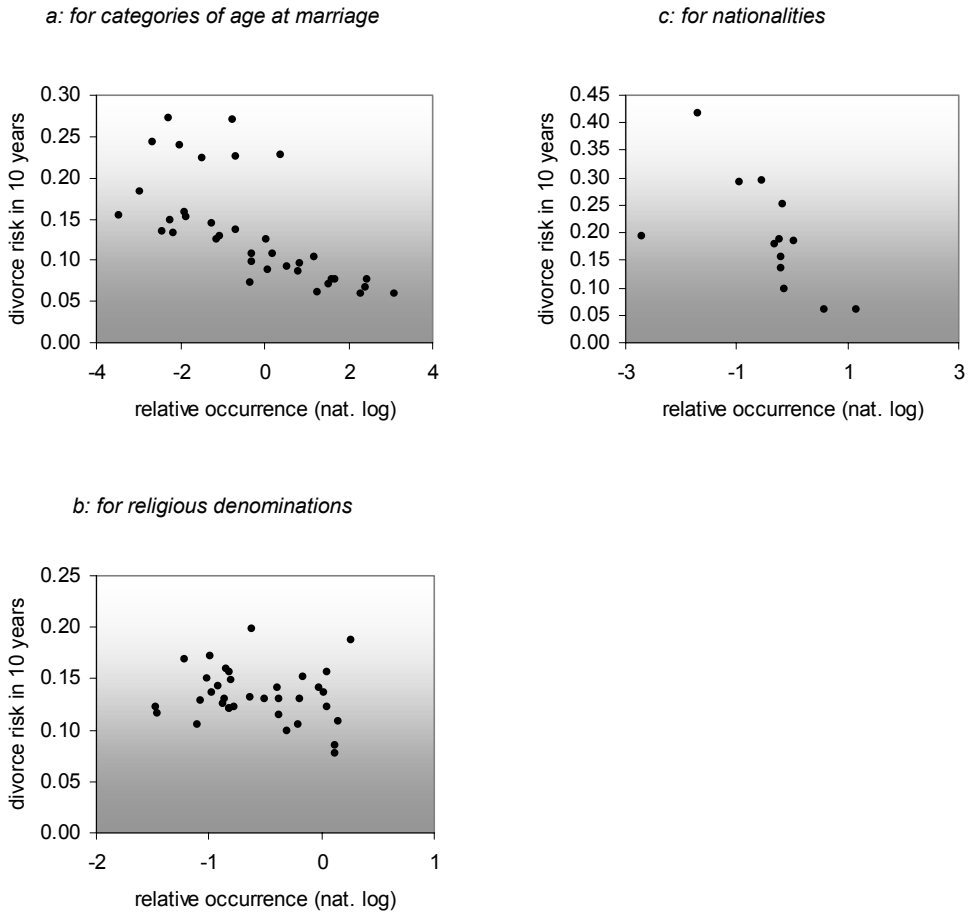 a: for categories of age at marriage
divorce risk in 10 years
0.30
0.25
0.20
0.15
0.10
0.05
0.00
-4 -2 0 2 4
relative occurrence (nat. log)
c: for nationalities
divorce risk in 10 years
0.45
0.40
0.35
0.30
0.25
0.20
0.15
0.10
0.05
0.00
-3 -1 1 3
relative occurrence (nat. log)
b: for religious denominations
divorce risk in 10 years
0.25
0.20
0.15
0.10
0.05
0.00
-2 -1 0 1
relative occurrence (nat. log)